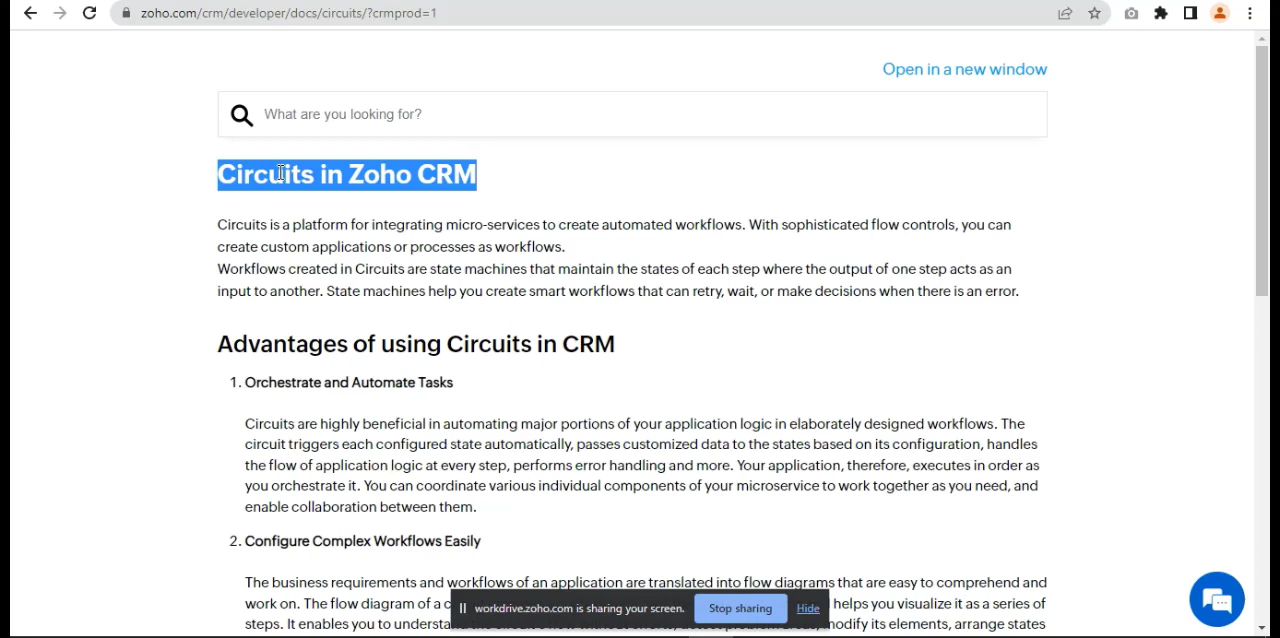 zoho.com/crm/developer/docs/circuits/?crmprod=1
Open in a new window
What are you looking for?
Circuits in Zoho CRM
Circuits is a platform for integrating micro-services to create automated workflows. With sophisticated flow controls, you can
create custom applications or processes as workflows.
Workflows created in Circuits are state machines that maintain the states of each step where the output of one step acts as an
input to another. State machines help you create smart workflows that can retry, wait, or make decisions when there is an error.
Advantages of using Circuits in CRM
1. Orchestrate and Automate Tasks
Circuits are highly beneficial in automating major portions of your application logic in elaborately designed workflows. The
circuit triggers each configured state automatically, passes customized data to the states based on its configuration, handles
the flow of application logic at every step, performs error handling and more. Your application, therefore, executes in order as
you orchestrate it. You can coordinate various individual components of your microservice to work together as you need, and
enable collaboration between them.
2. Configure Complex Workflows Easily
The business requirements and workflows of an application are translated into flow diagrams that are easy to comprehend and
work on. The flow diagram of a helps you visualize it as a series of
steps. It enables you to modify its elements, arrange states
workdrive.zoho.com is sharing your screen. Stop sharing Hide